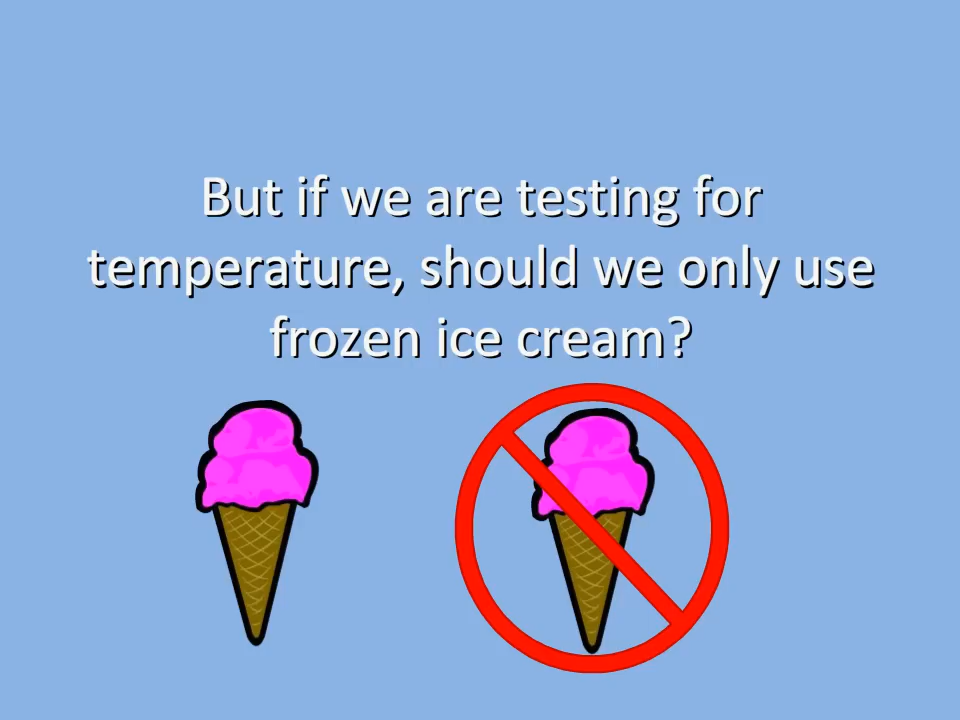 But if we are testing for
temperature, should we only use
frozen ice cream?